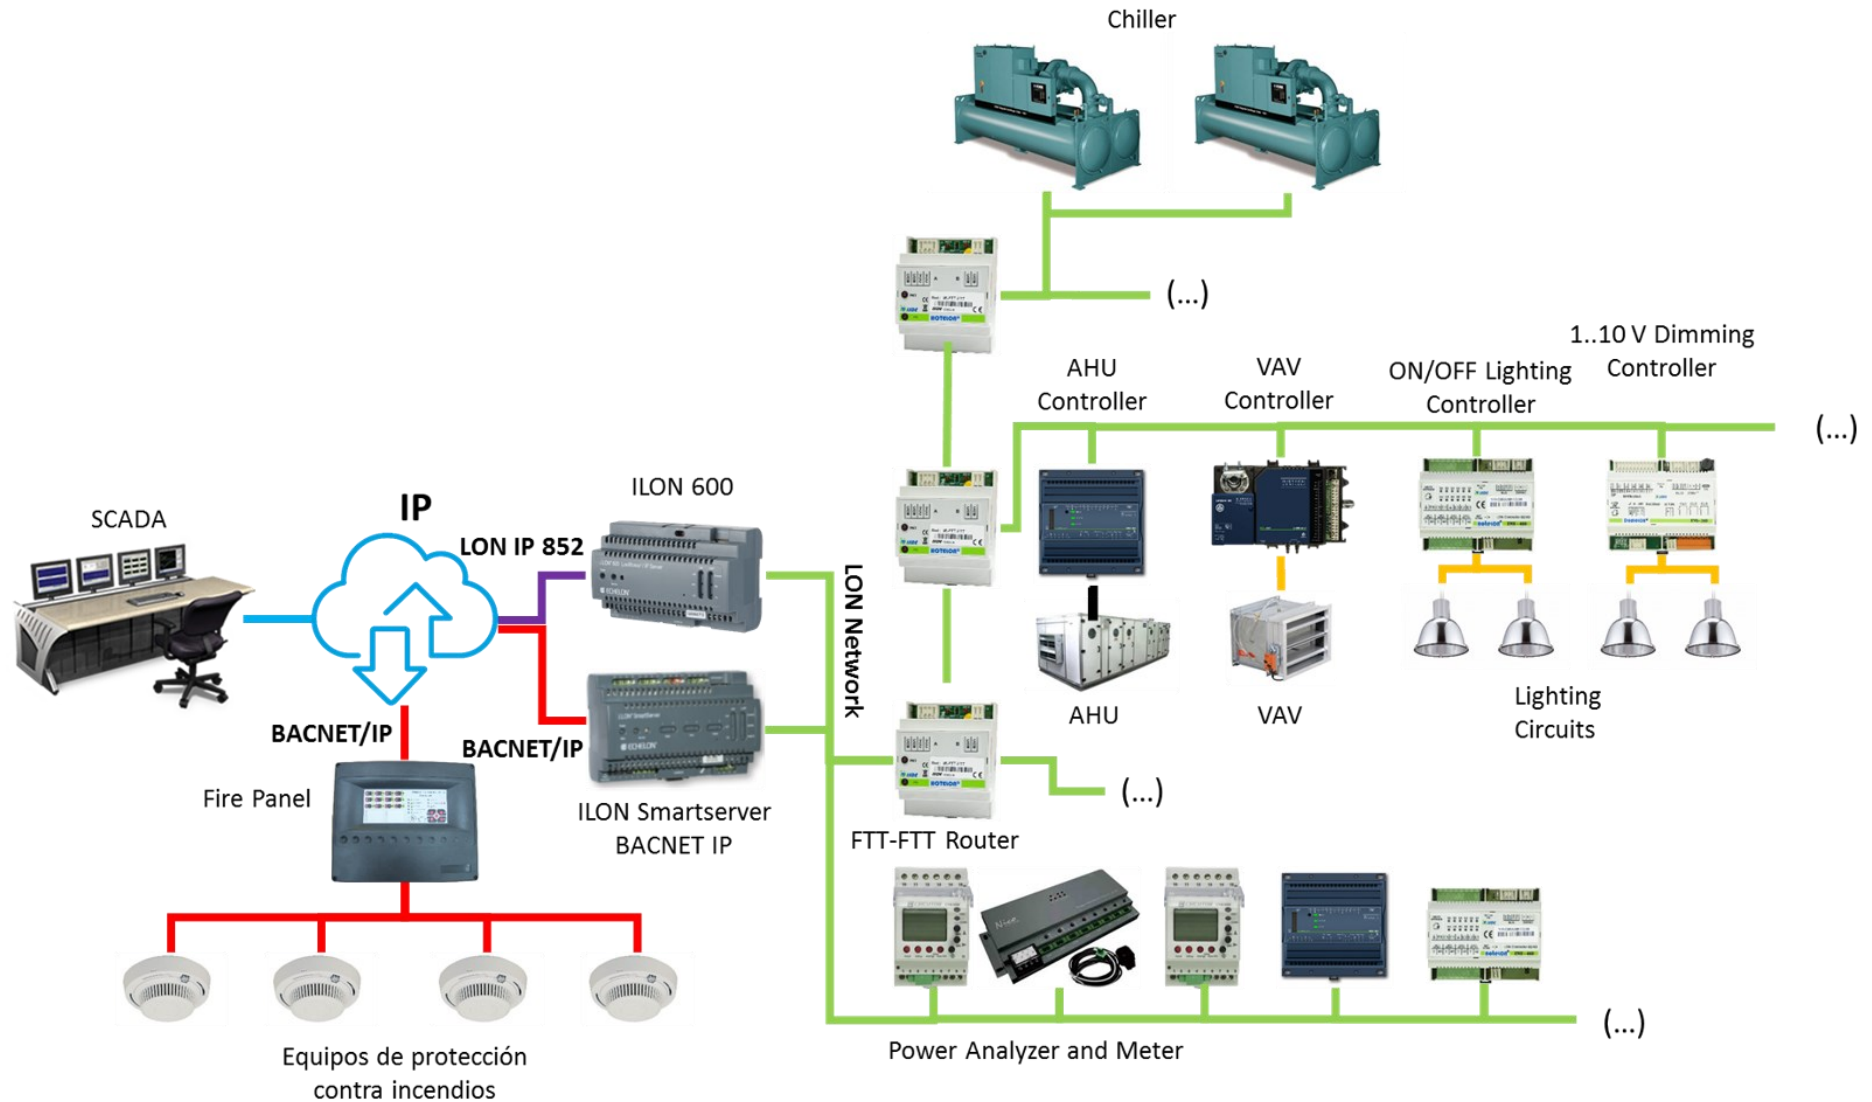 Chiller
(...)
1..10 V Dimming
Controller
AHU
Controller
VAV
Controller
ON/OFF Lighting
Controller
(...)
ILON 600
IP
SCADA
LON IP 852
LON Network
AHU
VAV
Lighting
Circuits
BACNET/IP
BACNET/IP
Fire Panel
ILON Smartserver
BACNET IP
(...)
FTT-FTT Router
ECHELON
ECHELON
Power Analyzer and Meter
(...)
Equipos de protección
contra incendios